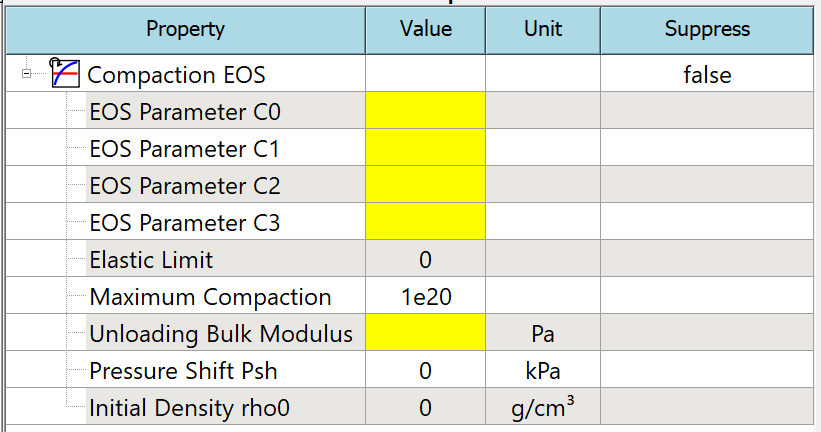 Property Value Unit Suppress
Compaction EOS false
EOS Parameter C0
EOS Parameter C1
EOS Parameter C2
EOS Parameter C3
Elastic Limit 0
Maximum Compaction 1e20
Unloading Bulk Modulus Pa
Pressure Shift Psh 0 kPa
Initial Density rho0 0 g/cm³